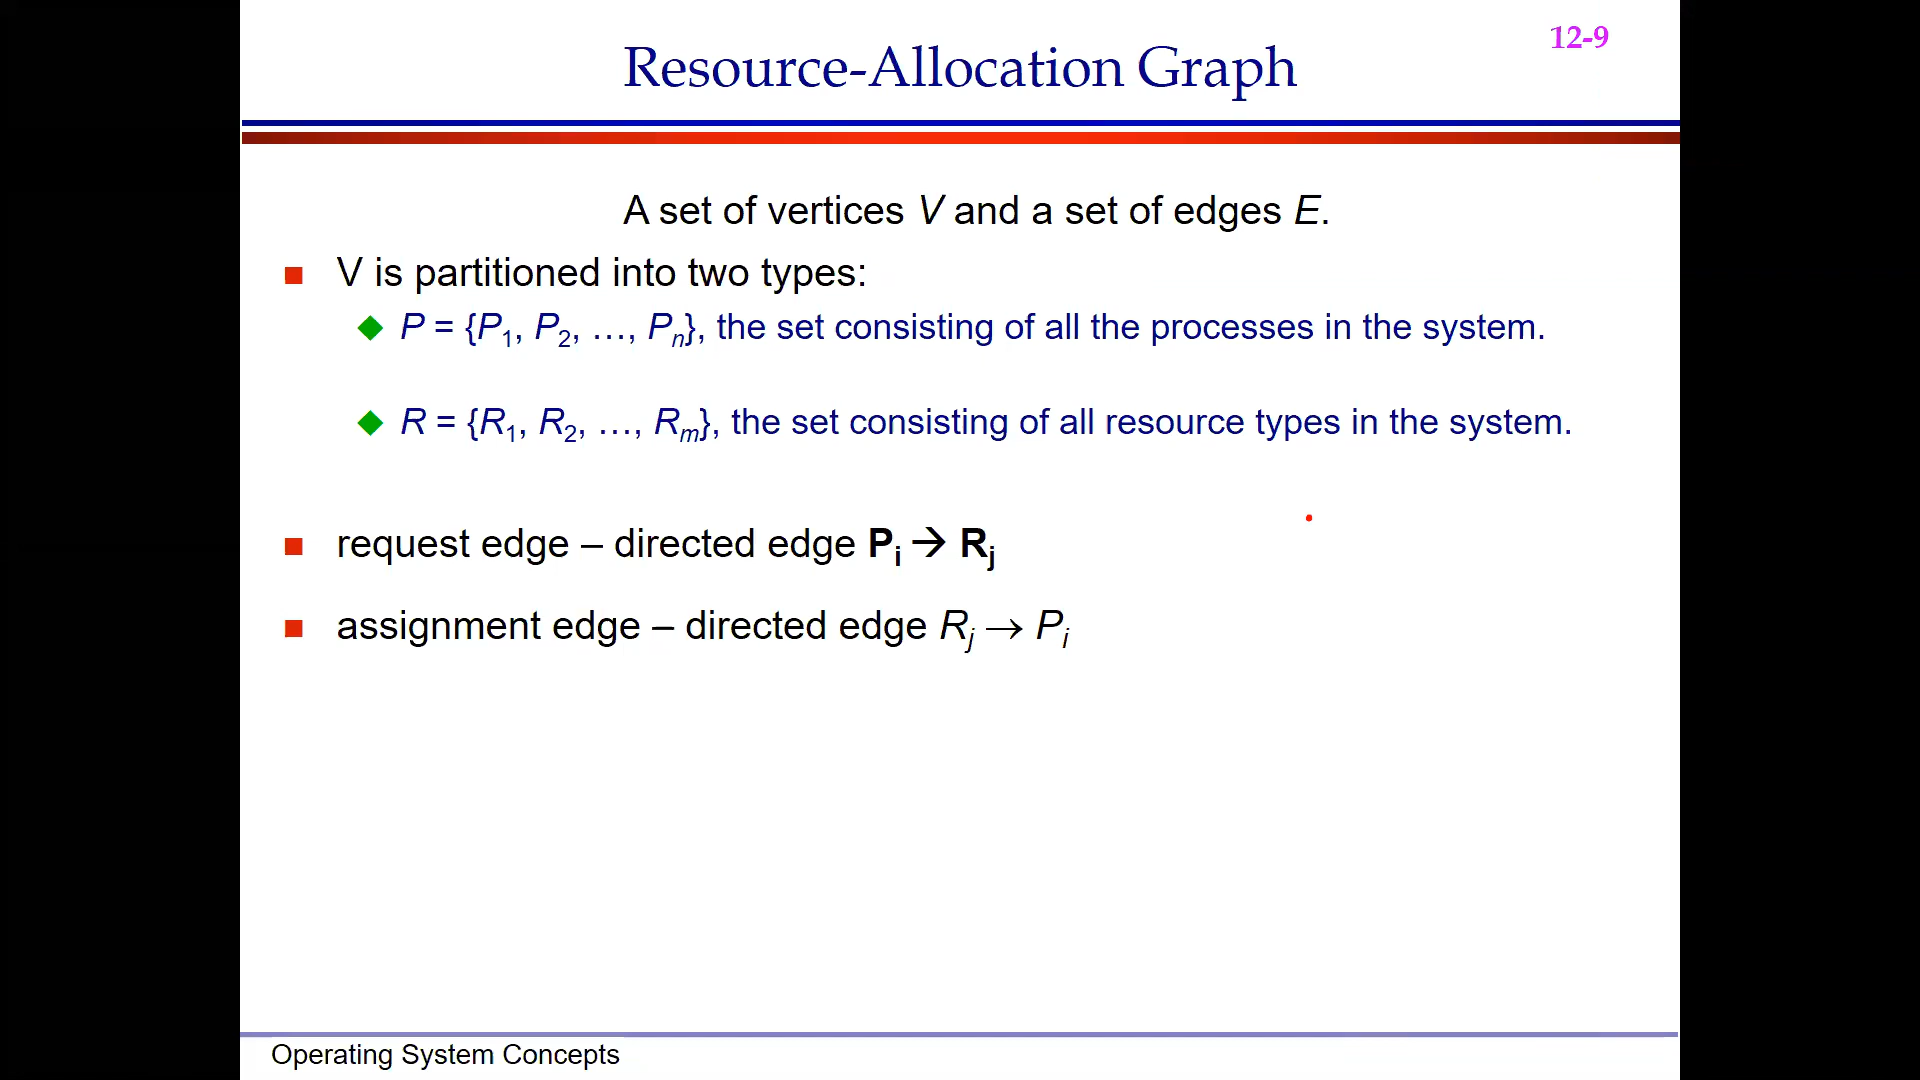 12-9
Resource-Allocation Graph
A set of vertices V and a set of edges E.
■ V is partitioned into two types:
◆ P = {P1, P2, …, Pn}, the set consisting of all the processes in the system.
◆ R = {R1, R2, …, Rm}, the set consisting of all resource types in the system.
■ request edge – directed edge Pi → Rj
■ assignment edge – directed edge Rj → Pi
Operating System Concepts